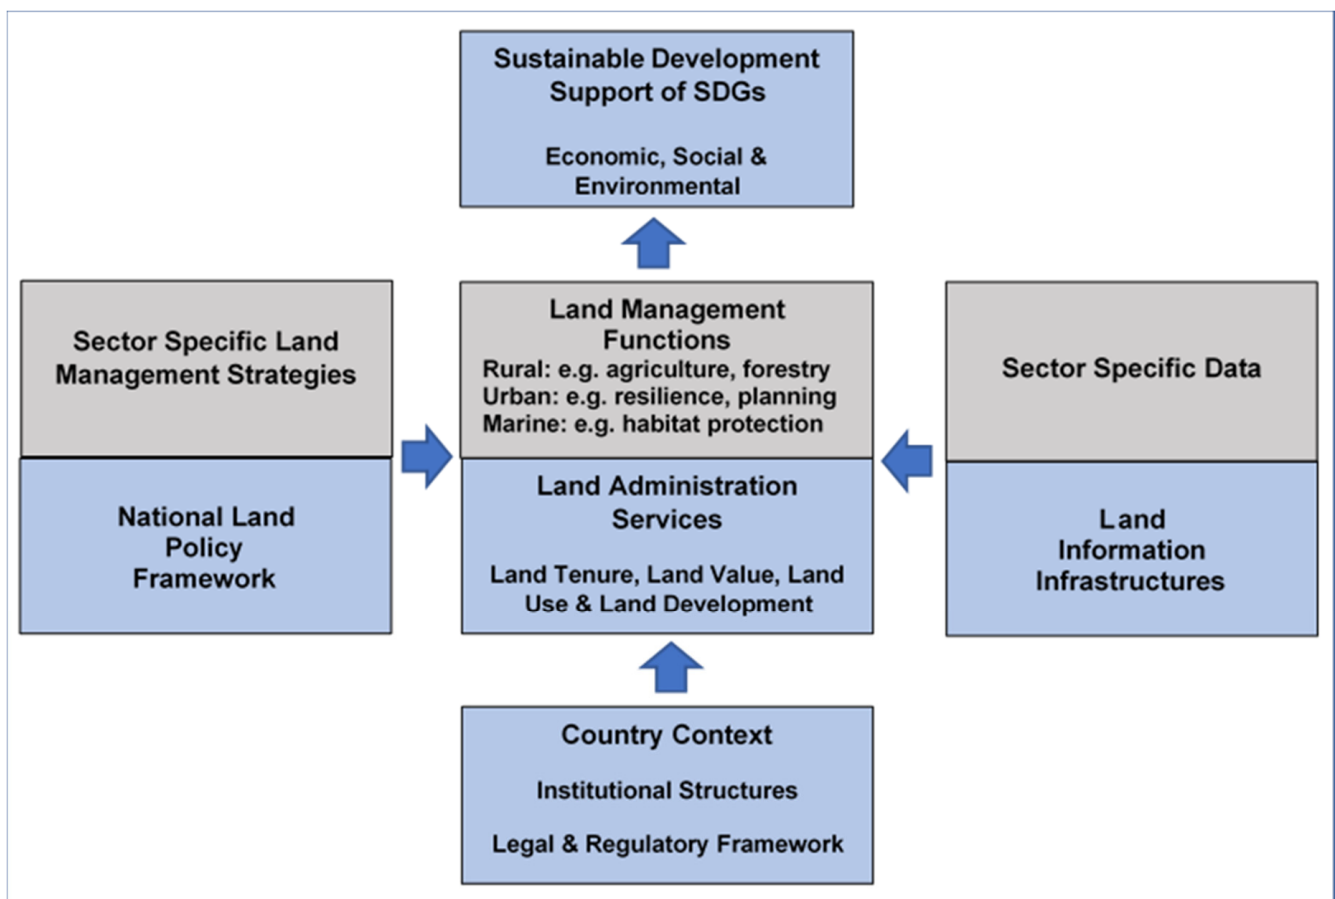 Sustainable Development
Support of SDGs
Economic, Social &
Environmental
Sector Specific Land
Management Strategies
National Land
Policy
Framework
Land Management
Functions
Rural: e.g. agriculture, forestry
Urban: e.g. resilience, planning
Marine: e.g. habitat protection
Land Administration
Services
Land Tenure, Land Value, Land
Use & Land Development
Sector Specific Data
Land
Information
Infrastructures
Country Context
Institutional Structures
Legal & Regulatory Framework